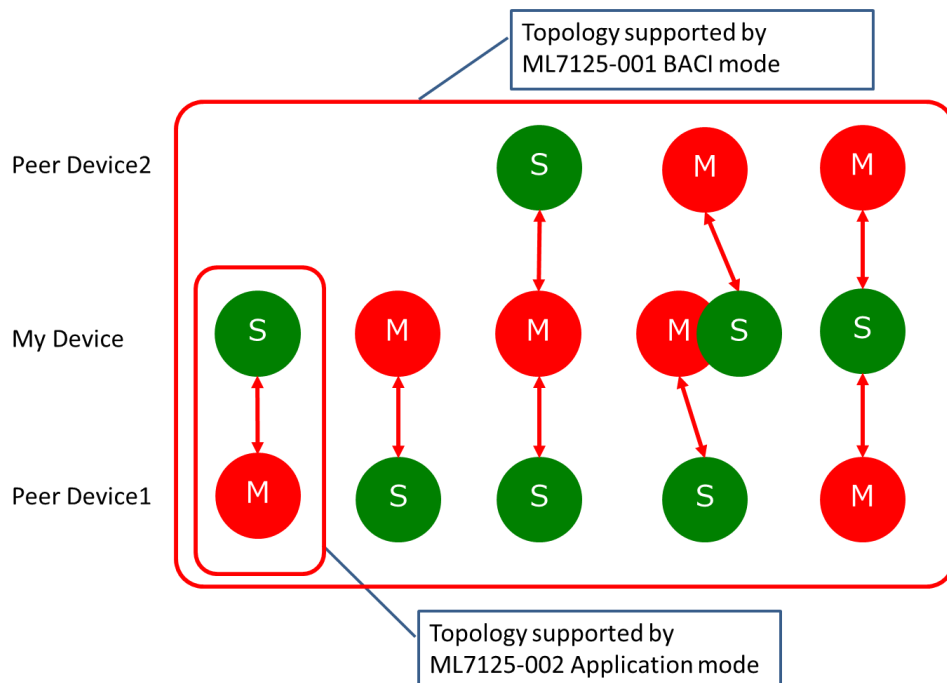 Topology supported by
ML7125-001 BACI mode
Peer Device2
S
M
M
My Device
S
M
M
M
S
S
Peer Device1
M
S
S
S
M
Topology supported by
ML7125-002 Application mode